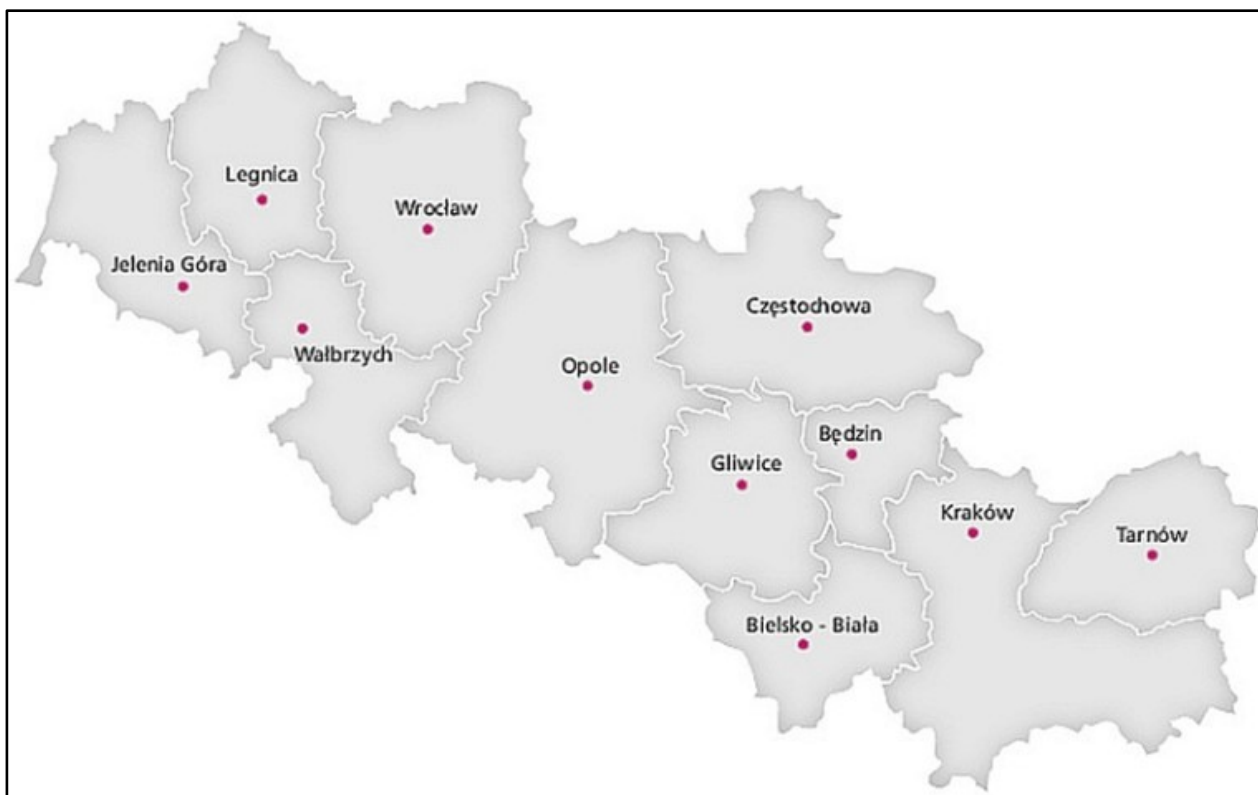 Legnica
Wrocław
Jelenia Góra
Częstochowa
Wałbrzych
Opole
Będzin
Gliwice
Kraków
Tarnów
Bielsko - Biała